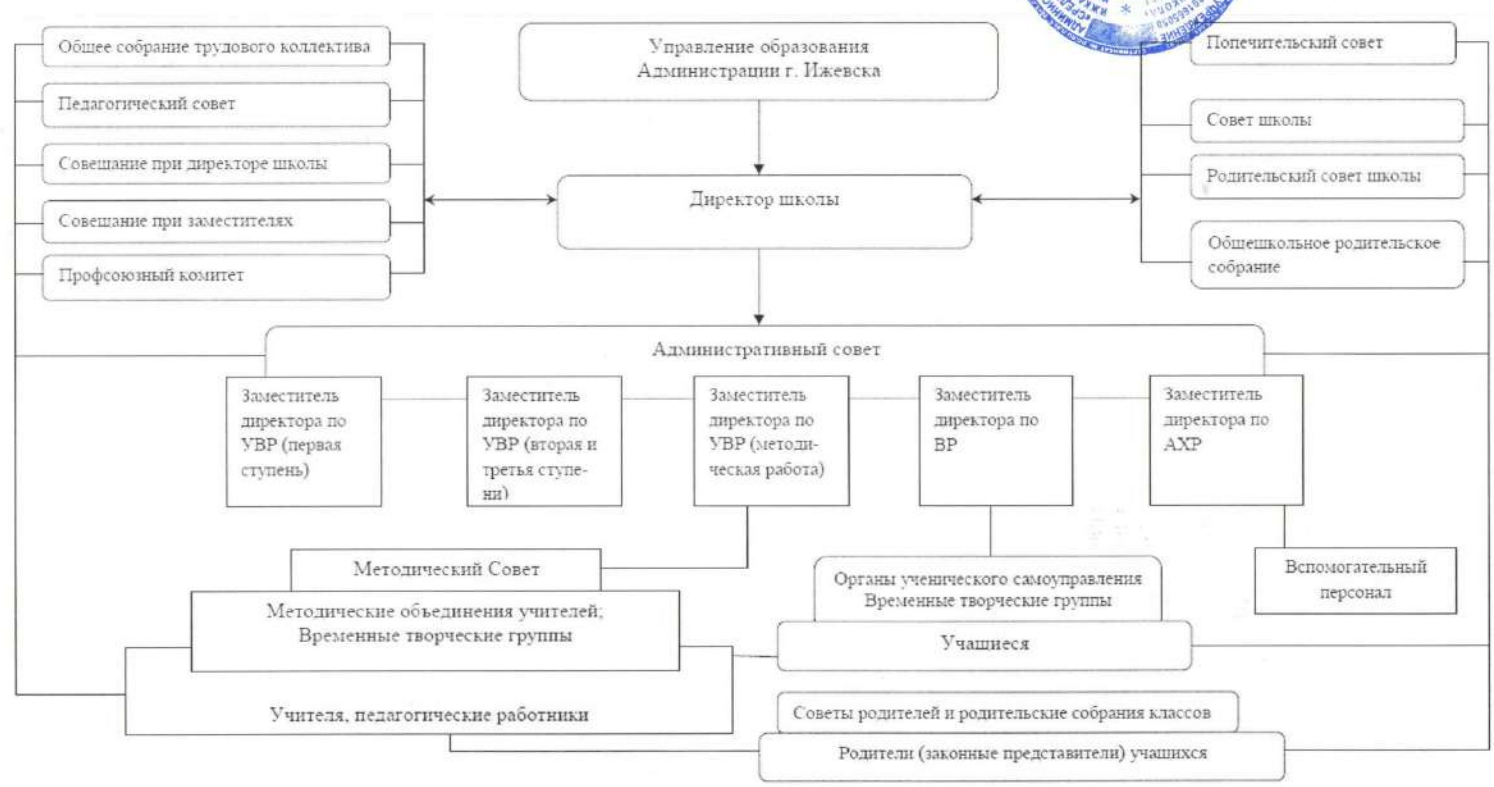 Общее собрание трудового коллектива
Педагогический совет
Совещание при директоре школы
Совещание при заместителях
Профсоюзный комитет
Управление образования
Администрации г. Ижевска
Директор школы
Попечительский совет
Совет школы
Родительский совет школы
Общешкольное родительское
собрание
Административный совет
Заместитель
директора по
УВР (первая
ступень)
Заместитель
директора по
УВР (вторая и
третья ступе-
ни)
Заместитель
директора по
УВР (методи-
ческая работа)
Заместитель
директора по
ВР
Заместитель
директора по
АХР
Методический Совет
Методические объединения учителей;
Временные творческие группы
Учителя, педагогические работники
Органы ученического самоуправления
Временные творческие группы
Учащиеся
Вспомогательный
персонал
Советы родителей и родительские собрания классов
Родители (законные представители) учащихся